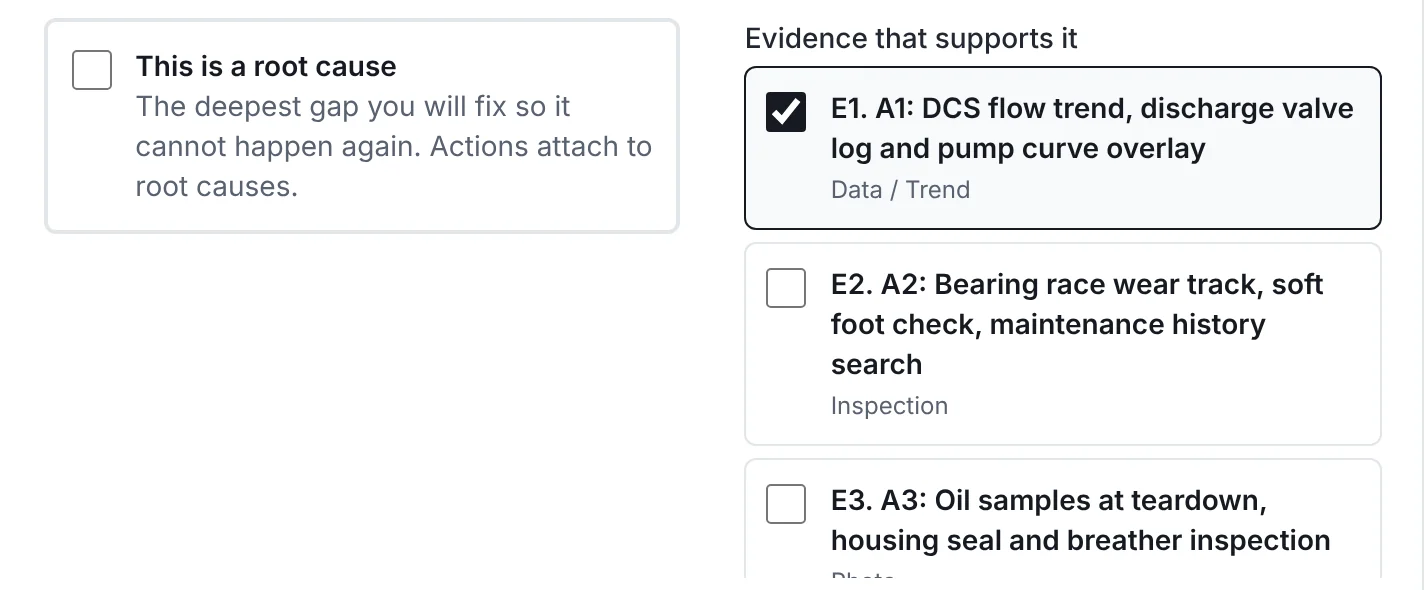 This is a root cause
The deepest gap you will fix so it
cannot happen again. Actions attach to
root causes.
Evidence that supports it
E1. A1: DCS flow trend, discharge valve
log and pump curve overlay
Data / Trend
E2. A2: Bearing race wear track, soft
foot check, maintenance history
search
Inspection
E3. A3: Oil samples at teardown,
housing seal and breather inspection